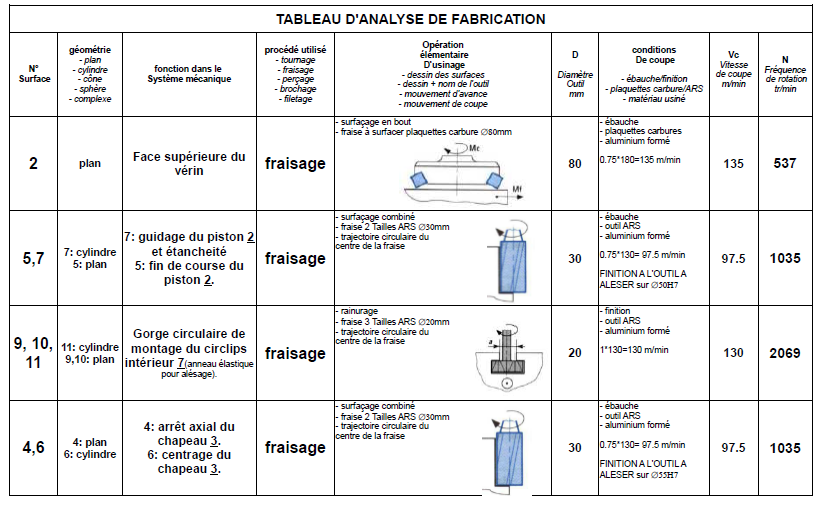 TABLEAU D'ANALYSE DE FABRICATION
N°
Surface
géométrie
- plan
- cylindre
- cône
- sphère
- complexe
fonction dans le
Système mécanique
procédé utilisé
- tournage
- fraisage
- perçage
- brochage
- filetage
Opération
élémentaire
D'usinage
- dessin des surfaces
- dessin + nom de l'outil
- mouvement d'avance
- mouvement de coupe
D
Diamètre
Outil
mm
conditions
De coupe
- ébauche/finition
- plaquettes carbure/ARS
- matériau usiné
Vc
Vitesse
de coupe
m/min
N
Fréquence
de rotation
tr/min
2
plan
Face supérieure du
vérin
fraisage
- surfaçage en bout
- fraise à surfacer plaquettes carbure ∅80mm
Mc
Mf
80
- ébauche
- plaquettes carbures
- aluminium formé
0.75*180=135 m/min
135
537
5,7
7: cylindre
5: plan
7: guidage du piston 2
et étancheité
5: fin de course du
piston 2.
fraisage
- surfaçage combiné
- fraise 2 Tailles ARS ∅30mm
- trajectoire circulaire du
centre de la fraise
30
- ébauche
- outil ARS
- aluminium formé
0.75*130= 97.5 m/min
FINITION A L'OUTIL A
ALESER sur ∅50H7
97.5
1035
9, 10,
11
11: cylindre
9,10: plan
Gorge circulaire de
montage du circlips
intérieur 7(anneau élastique
pour alésage).
fraisage
- rainurage
- fraise 3 Tailles ARS ∅20mm
- trajectoire circulaire du
centre de la fraise
a
20
- finition
- outil ARS
- aluminium formé
1*130=130 m/min
130
2069
4,6
4: plan
6: cylindre
4: arrêt axial du
chapeau 3.
6: centrage du
chapeau 3.
fraisage
- surfaçage combiné
- fraise 2 Tailles ARS ∅30mm
- trajectoire circulaire du
centre de la fraise
30
- ébauche
- outil ARS
- aluminium formé
0.75*130= 97.5 m/min
FINITION A L'OUTIL A
ALESER sur ∅55H7
97.5
1035